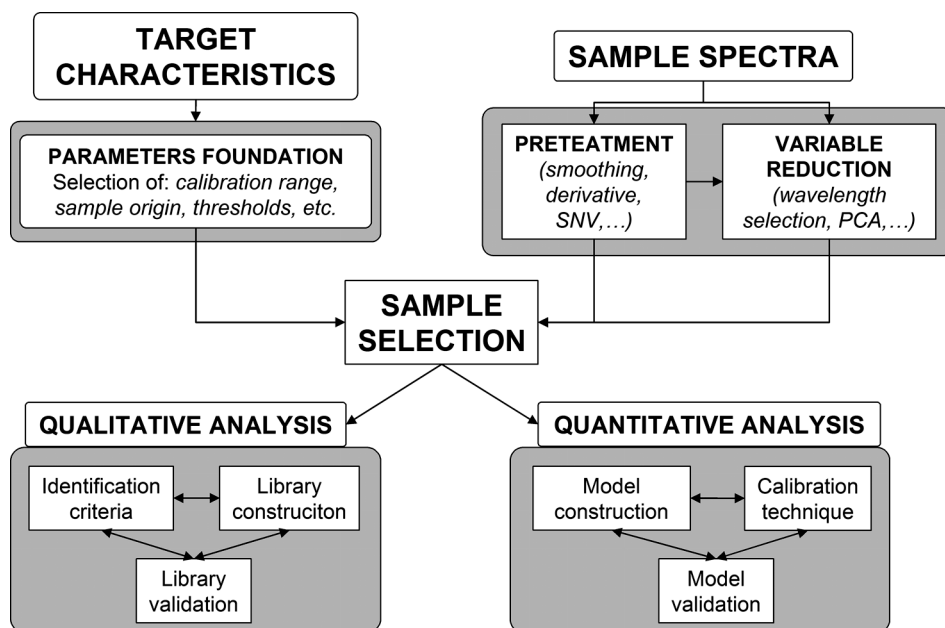 TARGET
CHARACTERISTICS
SAMPLE SPECTRA
PARAMETERS FOUNDATION
Selection of: calibration range,
sample origin, thresholds, etc.
PRETEATMENT
(smoothing,
derivative,
SNV,…)
VARIABLE
REDUCTION
(wavelength
selection, PCA,…)
SAMPLE
SELECTION
QUALITATIVE ANALYSIS
Identification
criteria
Library
construciton
Library
validation
QUANTITATIVE ANALYSIS
Model
construction
Calibration
technique
Model
validation